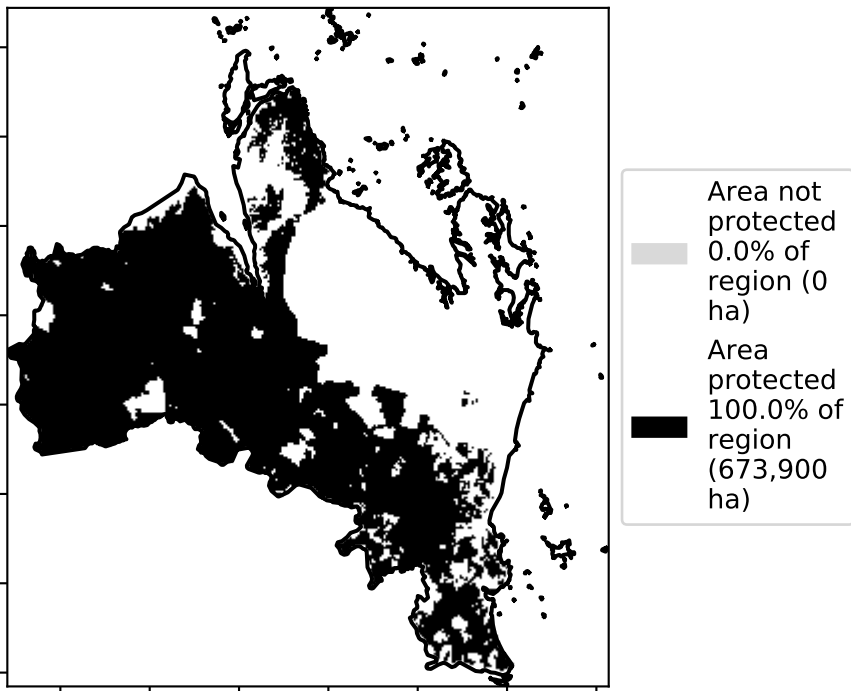 Area not
protected
0.0% of
region (0
ha)
Area
protected
100.0% of
region
(673,900
ha)